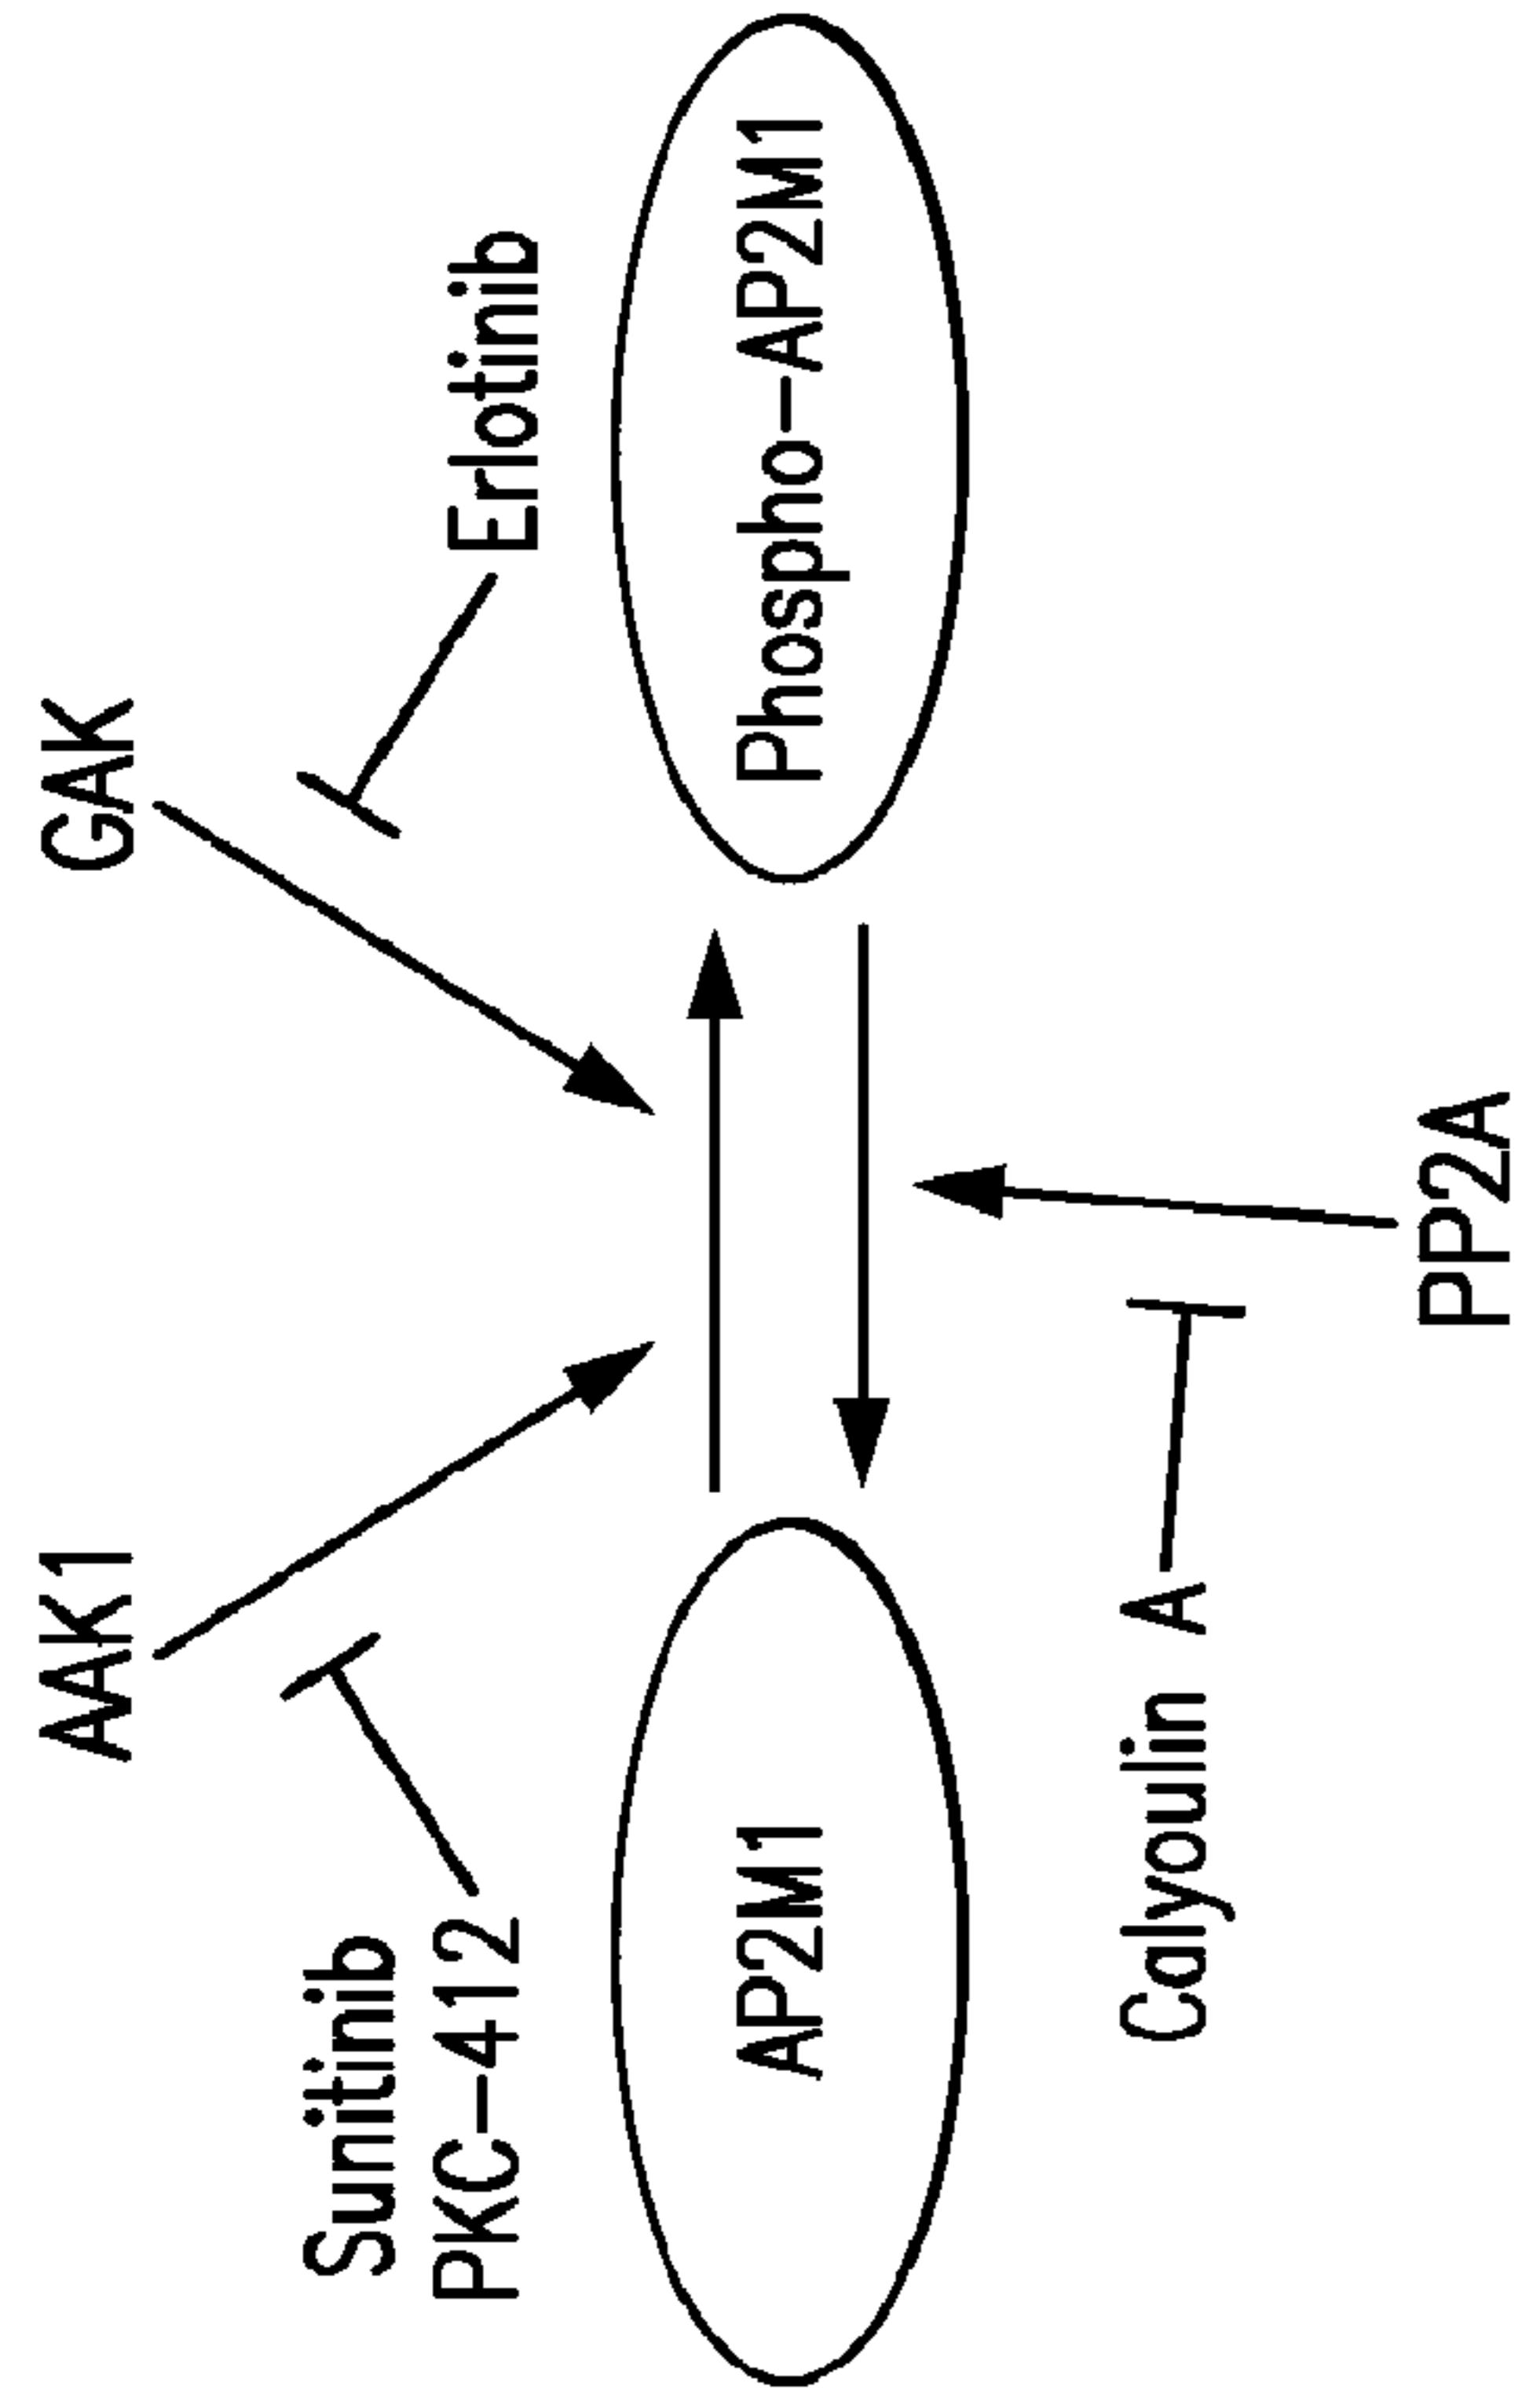 AAK1
GAK
Sunitinib
PKC-412
Erlotinib
AP2M1
Phospho-AP2M1
Calyoulin A
PP2A